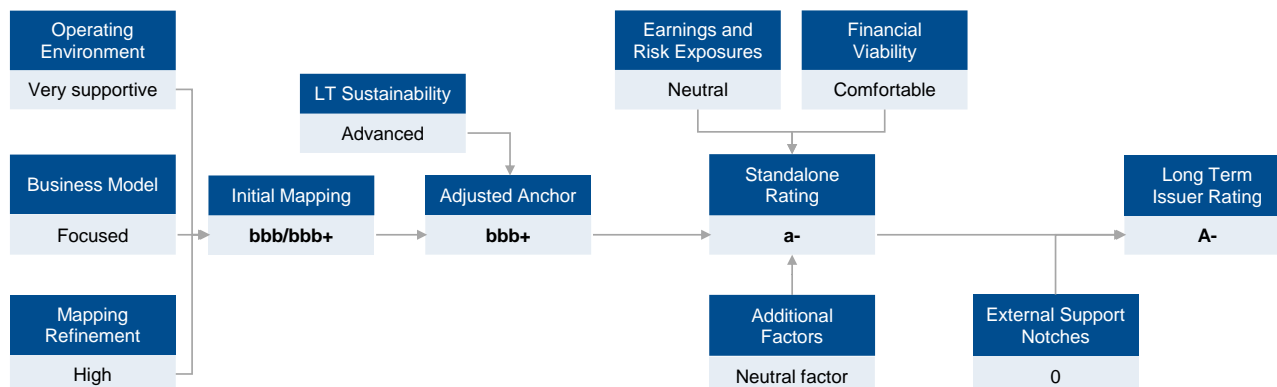 Operating
Environment
Very supportive
Business Model
Focused
Mapping
Refinement
High
Initial Mapping
bbb/bbb+
LT Sustainability
Advanced
Adjusted Anchor
bbb+
Earnings and
Risk Exposures
Neutral
Financial
Viability
Comfortable
Standalone
Rating
a-
Additional
Factors
Neutral factor
External Support
Notches
0
Long Term
Issuer Rating
A-